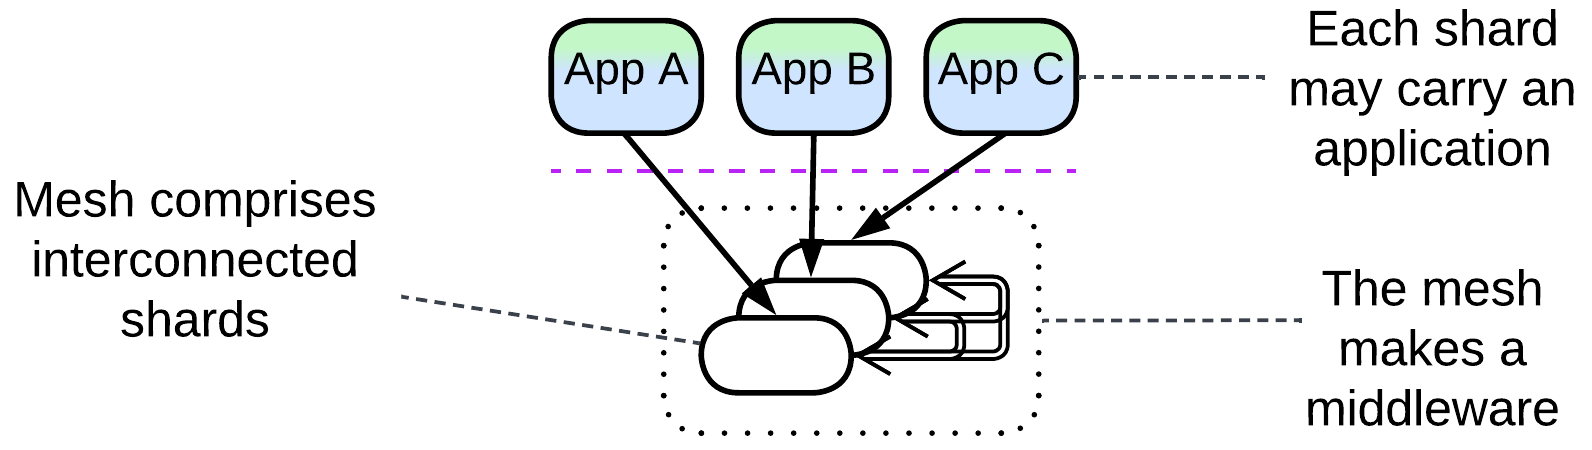 App A
App B
App C
Each shard
may carry an
application
Mesh comprises
interconnected
shards
The mesh
makes a
middleware